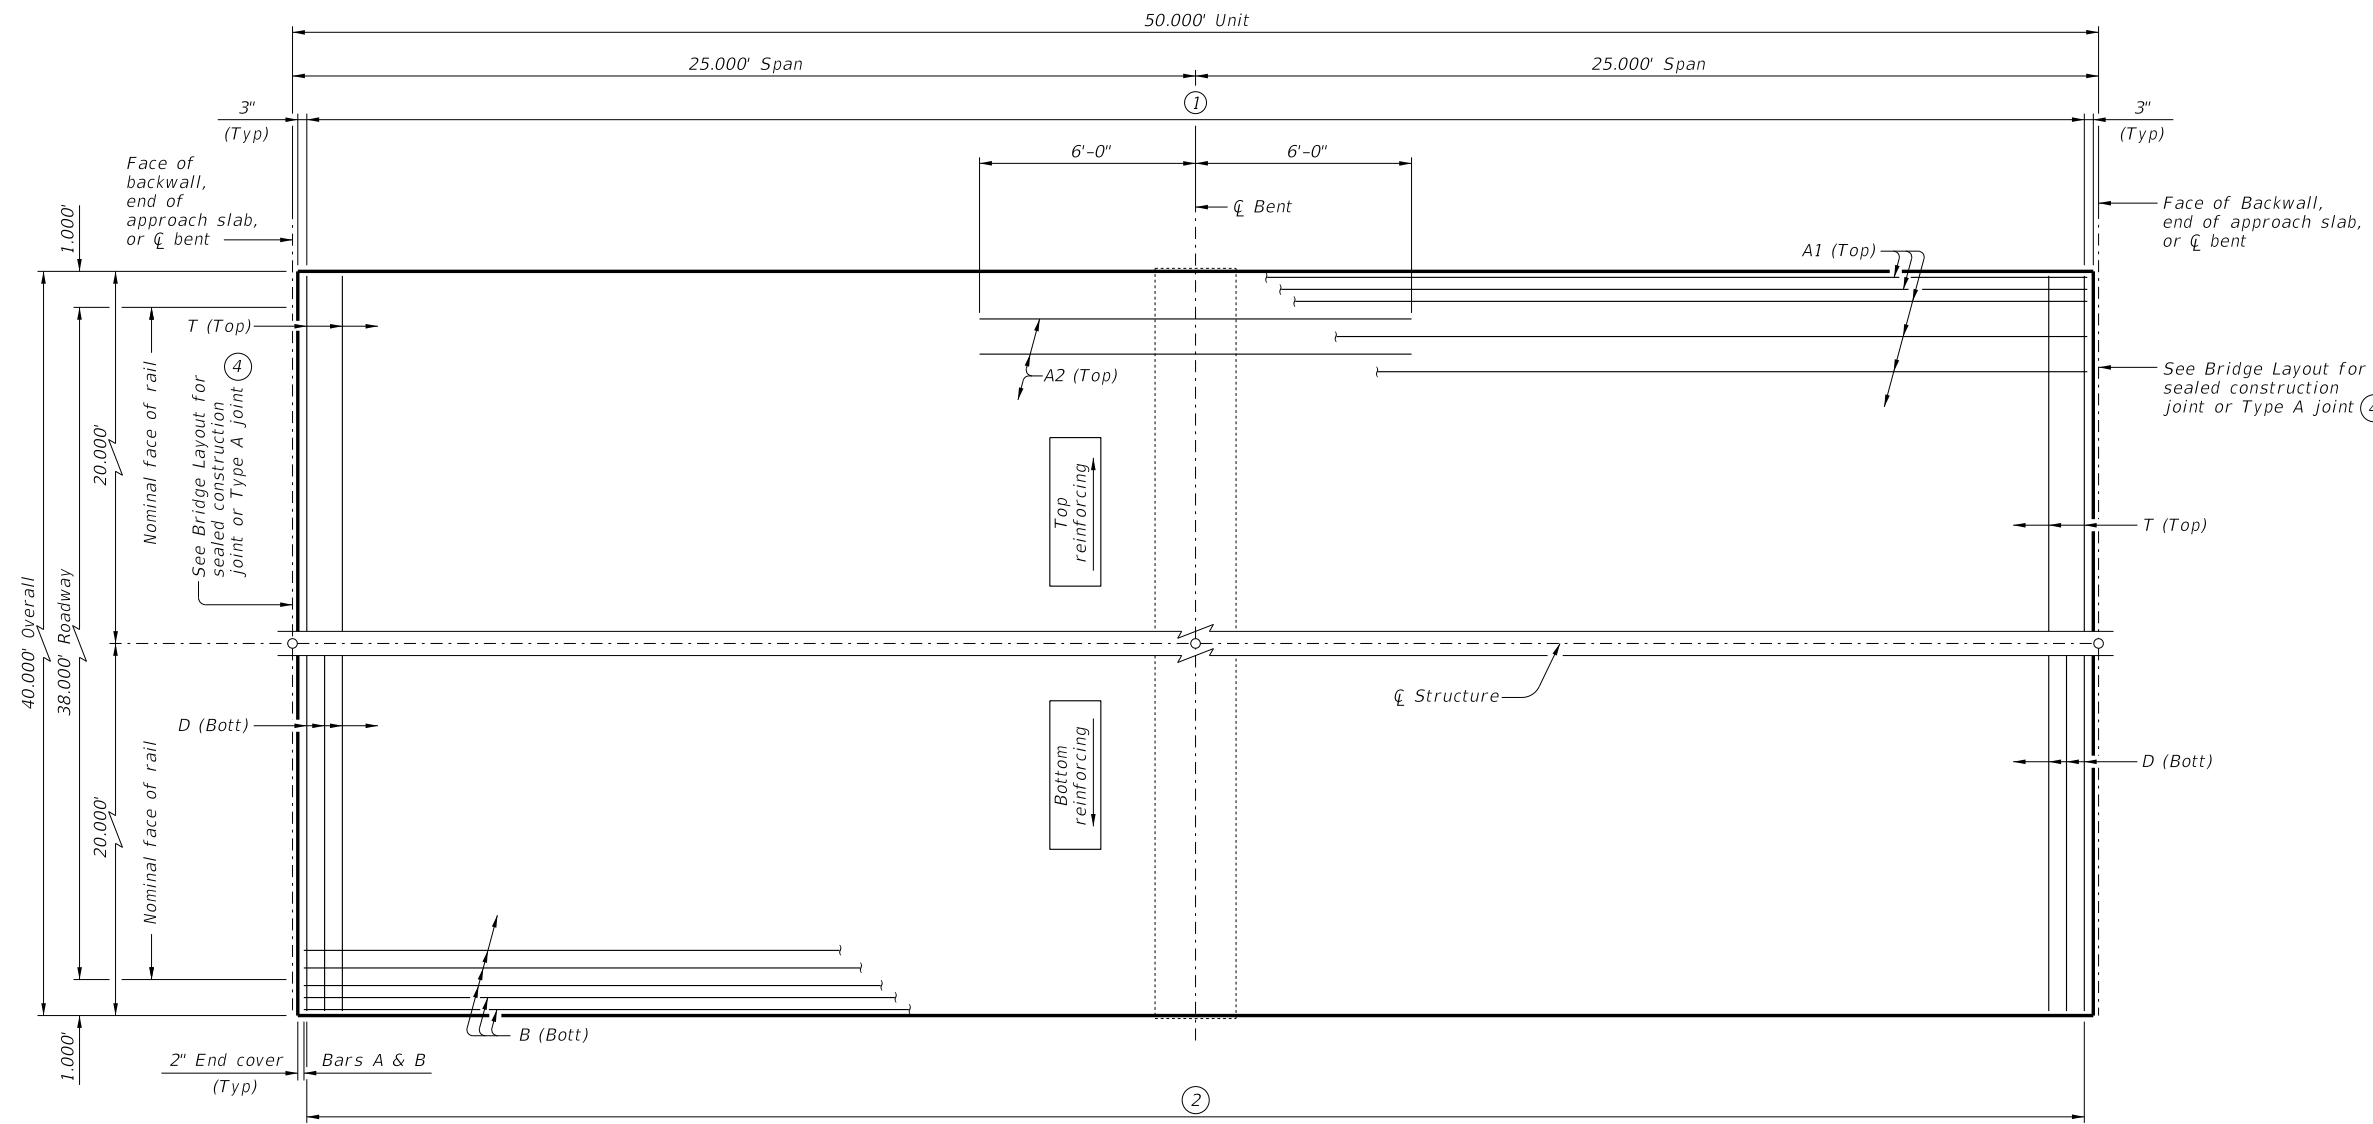 50.000' Unit
25.000' Span
25.000' Span
1
3"
(Typ)
3"
(Typ)
6'-0"
6'-0"
Face of
backwall,
end of
approach slab,
or ℄ bent
℄ Bent
Face of Backwall,
end of approach slab,
or ℄ bent
A1 (Top)
1.000'
T (Top)
A2 (Top)
4
See Bridge Layout for
sealed construction
joint or Type A joint
See Bridge Layout for
sealed construction
joint or Type A joint 4
Nominal face of rail
20.000'
Top
reinforcing
T (Top)
40.000' Overall
38.000' Roadway
℄ Structure
D (Bott)
D (Bott)
Bottom
reinforcing
20.000'
Nominal face of rail
B (Bott)
1.000'
2" End cover
(Typ)
Bars A & B
2